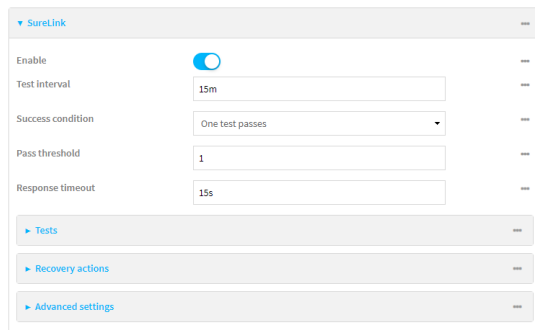 SureLink
Enable
Test interval
15m
Success condition
One test passes
Pass threshold
1
Response timeout
15s
Tests
Recovery actions
Advanced settings